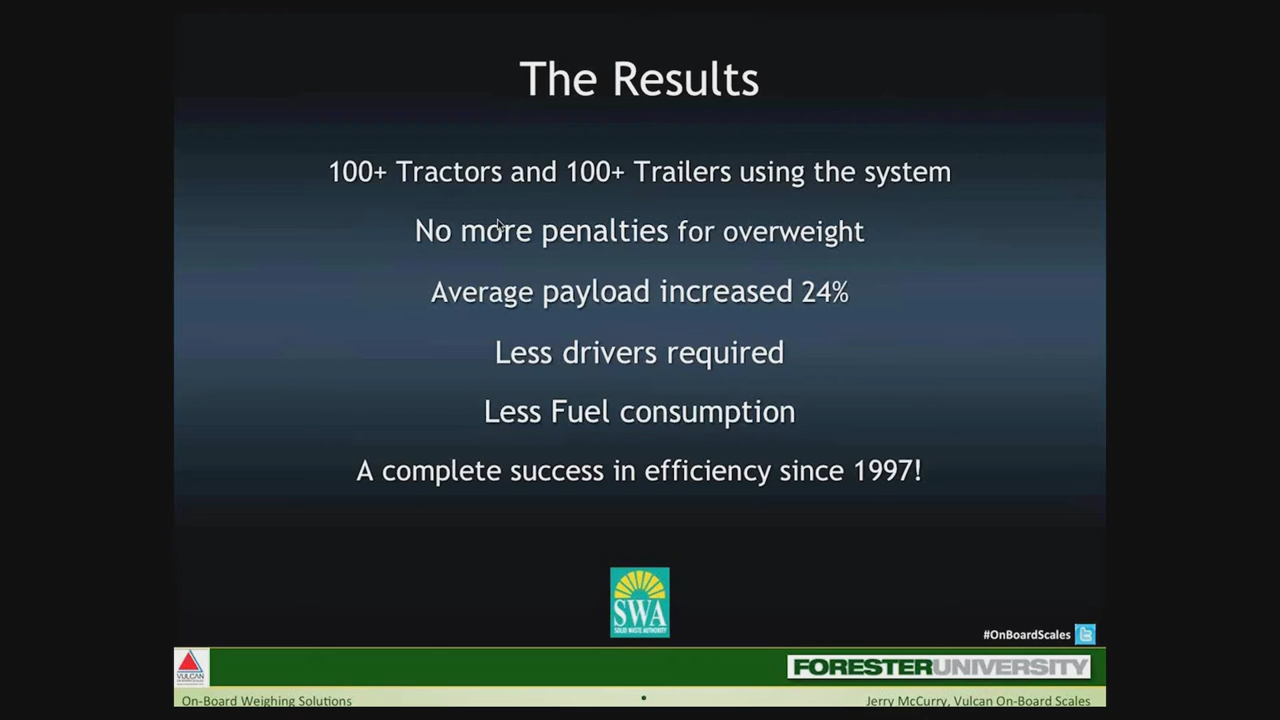 The Results
100+ Tractors and 100+ Trailers using the system
No more penalties for overweight
Average payload increased 24%
Less drivers required
Less Fuel consumption
A complete success in efficiency since 1997!
SWA
SOLID WASTE AUTHORITY
#OnBoardScales
VULCAN
FORESTERUNIVERSITY
On-Board Weighing Solutions
Jerry McCurry, Vulcan On-Board Scales